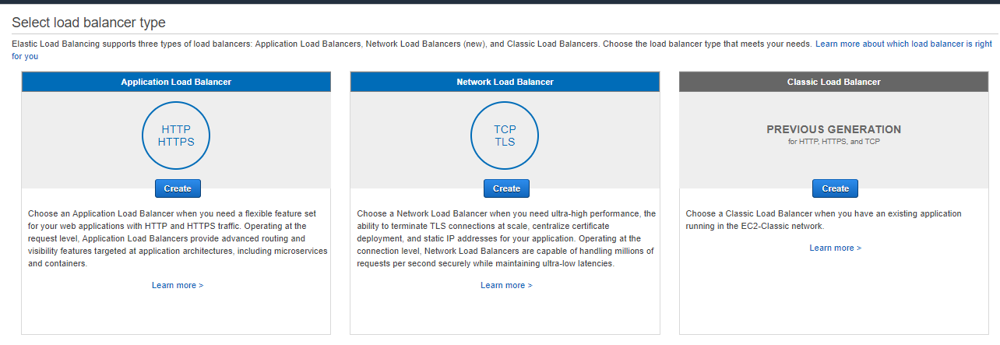 Select load balancer type
Elastic Load Balancing supports three types of load balancers: Application Load Balancers, Network Load Balancers (new), and Classic Load Balancers. Choose the load balancer type that meets your needs. Learn more about which load balancer is right
for you
Application Load Balancer
HTTP
HTTPS
Create
Choose an Application Load Balancer when you need a flexible feature set
for your web applications with HTTP and HTTPS traffic. Operating at the
request level, Application Load Balancers provide advanced routing and
visibility features targeted at application architectures, including microservices
and containers.
Learn more >
Network Load Balancer
TCP
TLS
Create
Choose a Network Load Balancer when you need ultra-high performance, the
ability to terminate TLS connections at scale, centralize certificate
deployment, and static IP addresses for your application. Operating at the
connection level, Network Load Balancers are capable of handling millions of
requests per second securely while maintaining ultra-low latencies.
Learn more >
Classic Load Balancer
PREVIOUS GENERATION
for HTTP, HTTPS, and TCP
Create
Choose a Classic Load Balancer when you have an existing application
running in the EC2-Classic network.
Learn more >